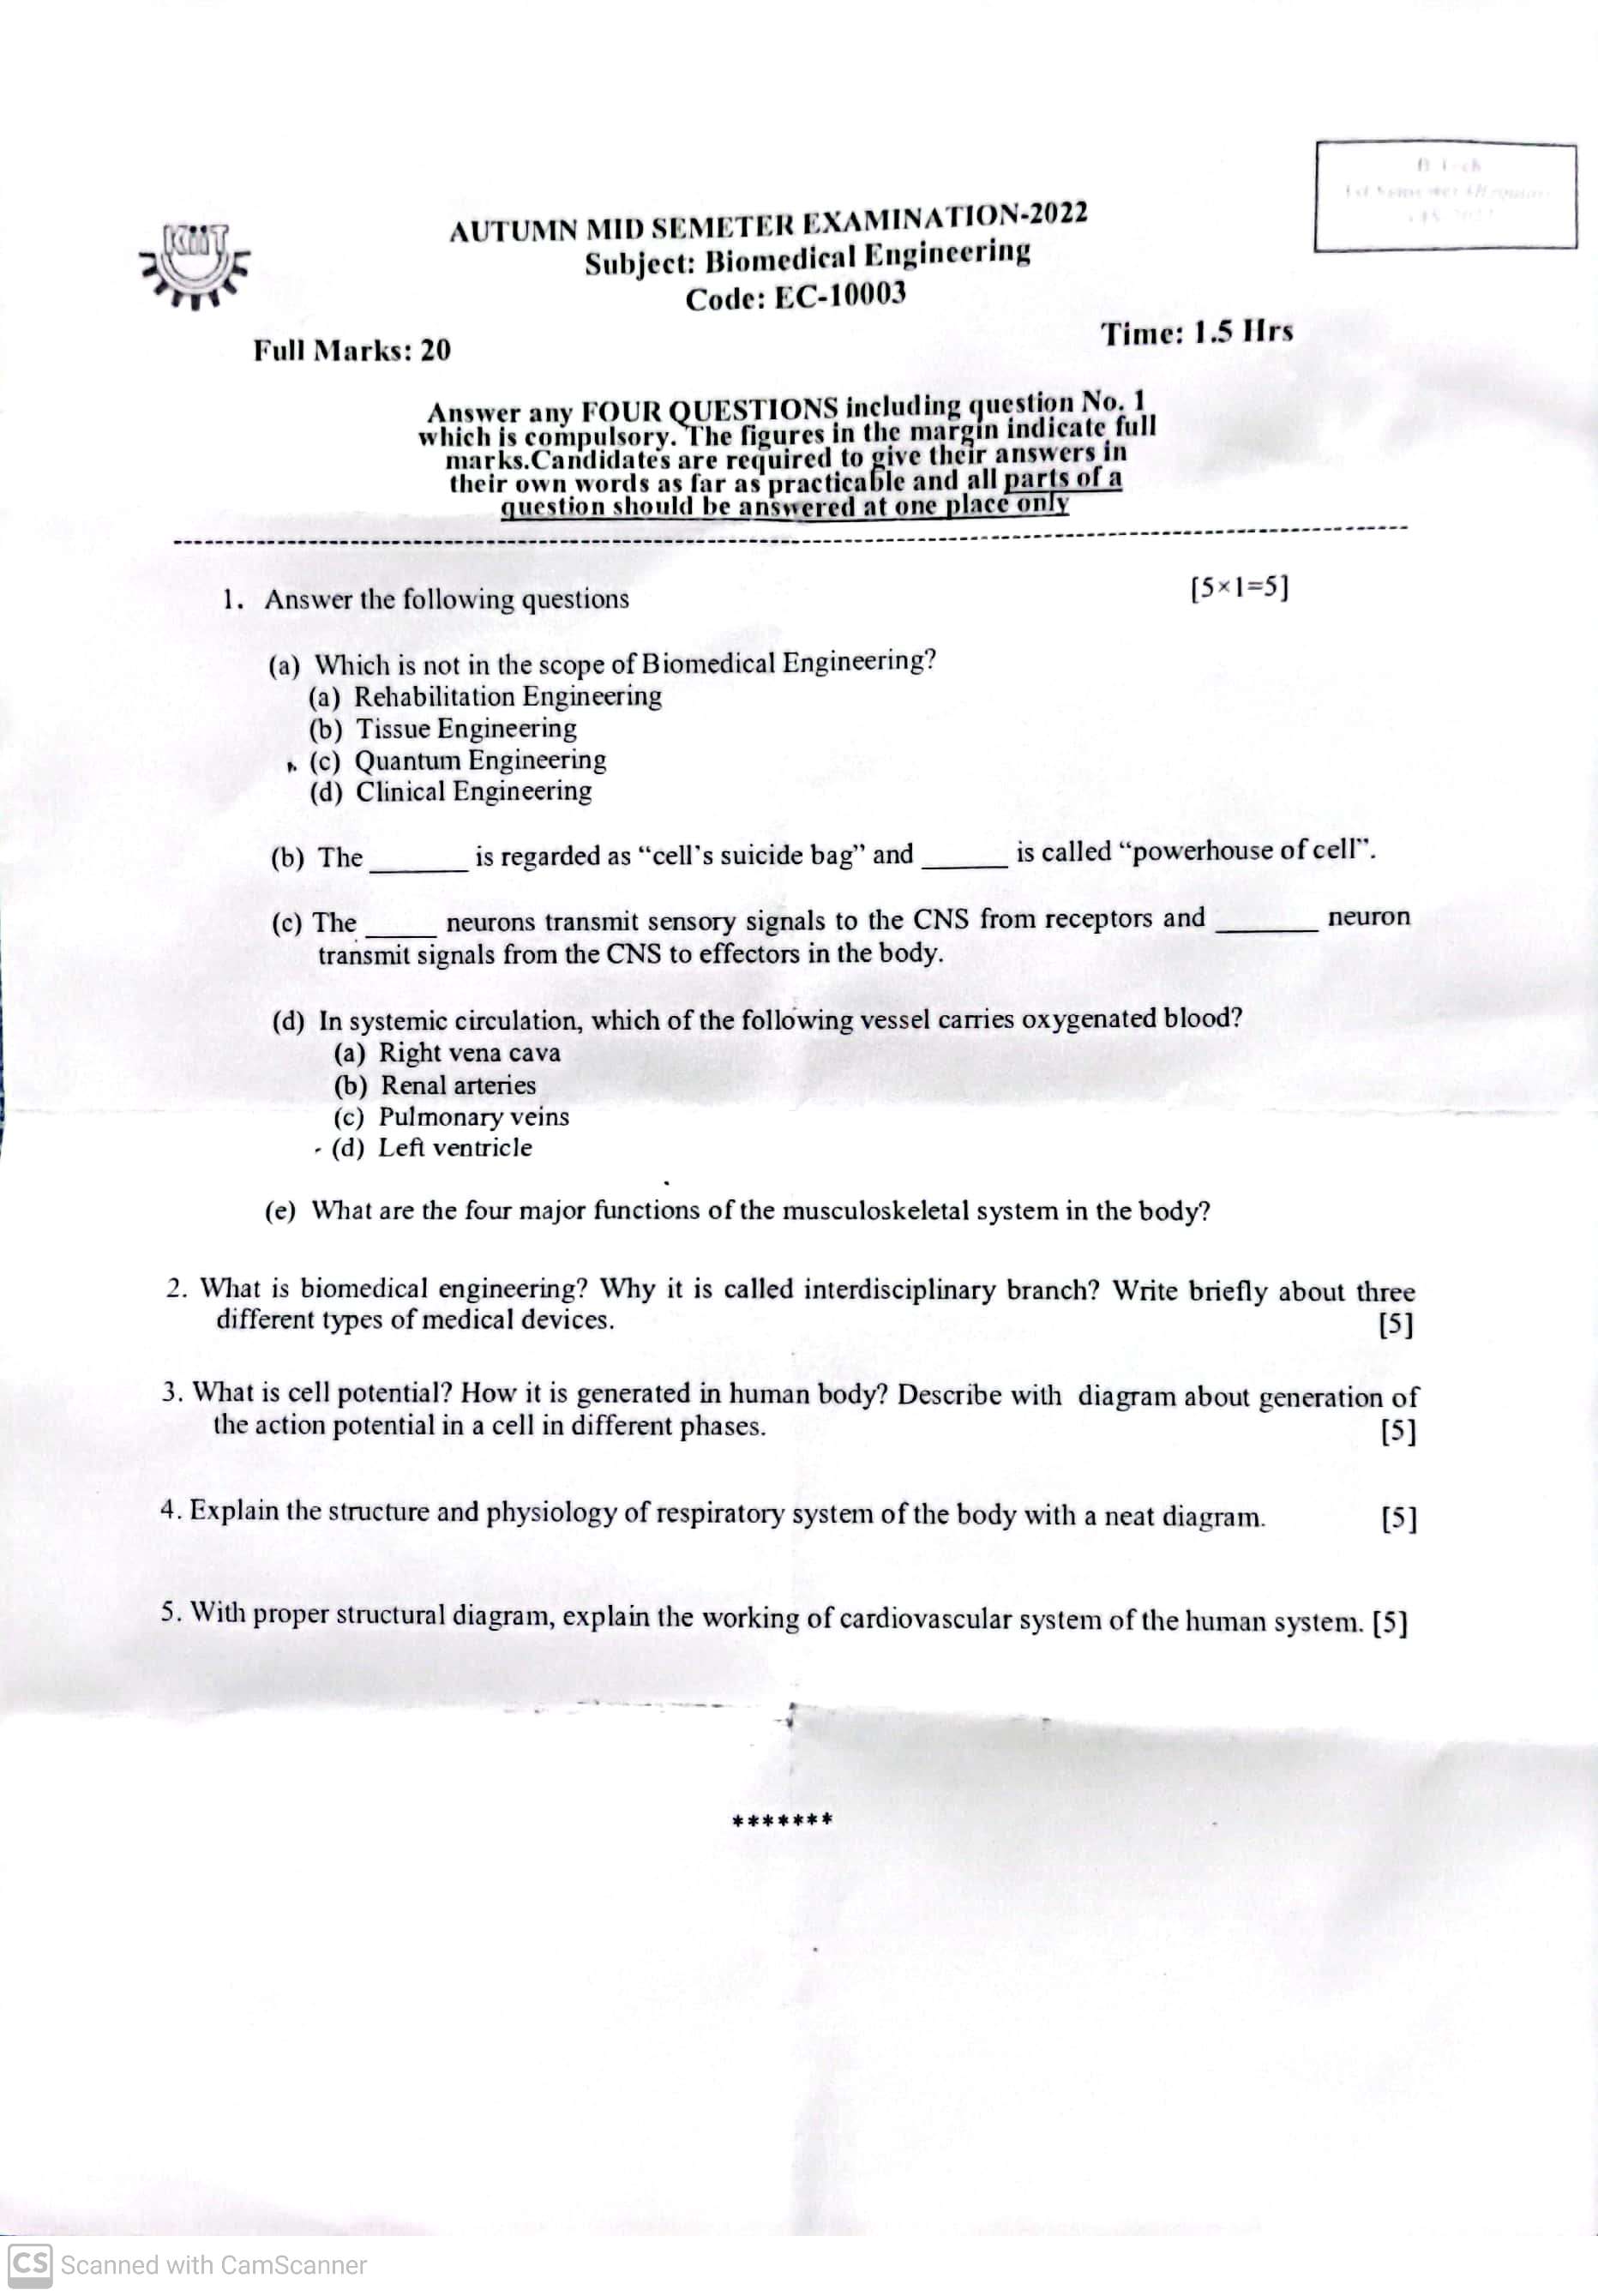 KIIT
AUTUMN MID SEMETER EXAMINATION-2022
Subject: Biomedical Engineering
Code: EC-10003
Full Marks: 20
Time: 1.5 Hrs
Answer any FOUR QUESTIONS including question No. 1
which is compulsory. The figures in the margin indicate full
marks.Candidates are required to give their answers in
their own words as far as practicable and all parts of a
question should be answered at one place only
1. Answer the following questions [5×1=5]
(a) Which is not in the scope of Biomedical Engineering?
(a) Rehabilitation Engineering
(b) Tissue Engineering
(c) Quantum Engineering
(d) Clinical Engineering
(b) The _______ is regarded as “cell’s suicide bag” and ______ is called “powerhouse of cell”.
(c) The _____ neurons transmit sensory signals to the CNS from receptors and _______ neuron
transmit signals from the CNS to effectors in the body.
(d) In systemic circulation, which of the following vessel carries oxygenated blood?
(a) Right vena cava
(b) Renal arteries
(c) Pulmonary veins
(d) Left ventricle
(e) What are the four major functions of the musculoskeletal system in the body?
2. What is biomedical engineering? Why it is called interdisciplinary branch? Write briefly about three
different types of medical devices. [5]
3. What is cell potential? How it is generated in human body? Describe with diagram about generation of
the action potential in a cell in different phases. [5]
4. Explain the structure and physiology of respiratory system of the body with a neat diagram. [5]
5. With proper structural diagram, explain the working of cardiovascular system of the human system. [5]
*******
CS Scanned with CamScanner